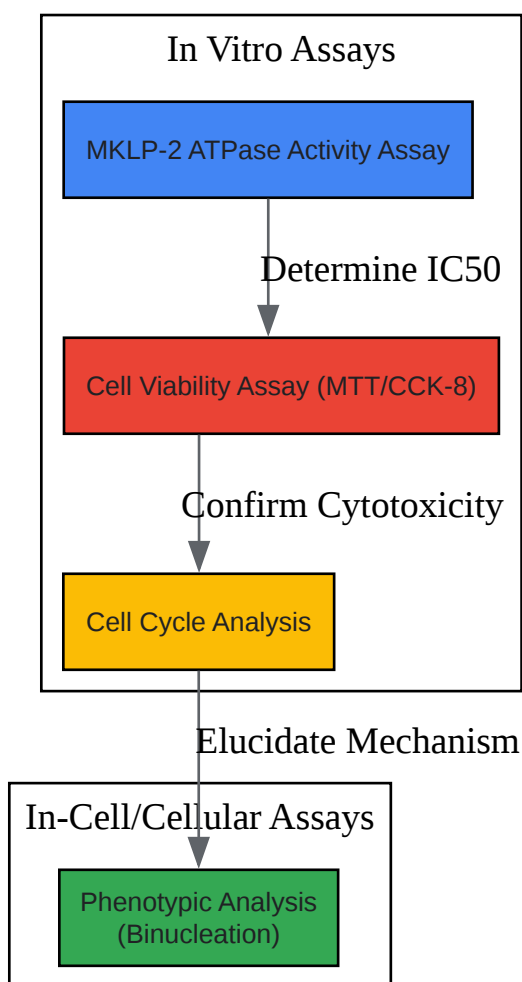 In Vitro Assays
MKLP-2 ATPase Activity Assay
Determine IC50
Cell Viability Assay (MTT/CCK-8)
Confirm Cytotoxicity
Cell Cycle Analysis
Elucidate Mechanism
In-Cell/Cellular Assays
Phenotypic Analysis
(Binucleation)